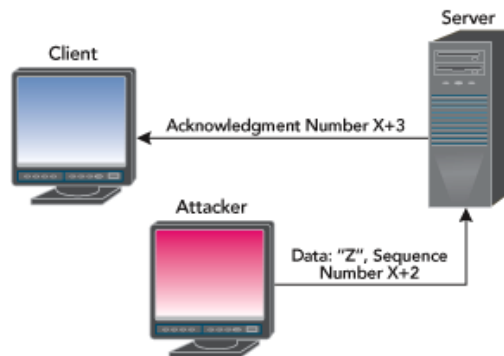 Server
Client
Acknowledgment Number X+3
Attacker
Data: “Z”, Sequence
Number X+2